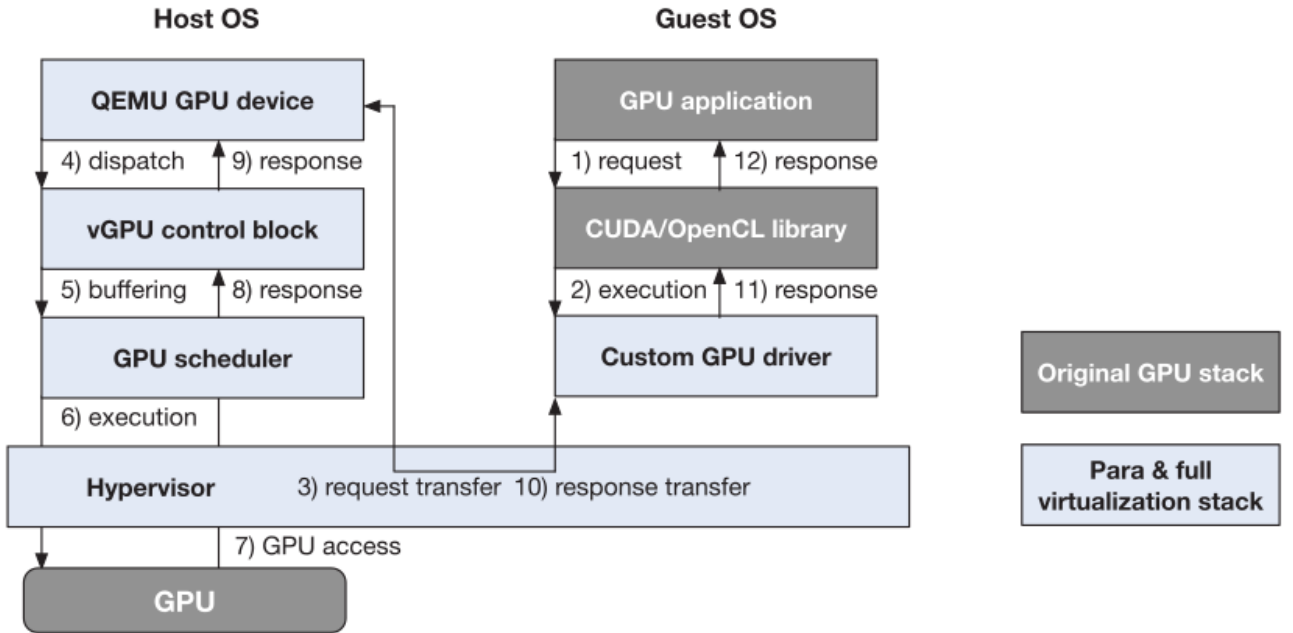 Host OS
Guest OS
QEMU GPU device
GPU application
4) dispatch
9) response
1) request
12) response
vGPU control block
CUDA/OpenCL library
5) buffering
8) response
2) execution
11) response
GPU scheduler
Custom GPU driver
Original GPU stack
6) execution
Hypervisor
3) request transfer
10) response transfer
Para & full
virtualization stack
7) GPU access
GPU